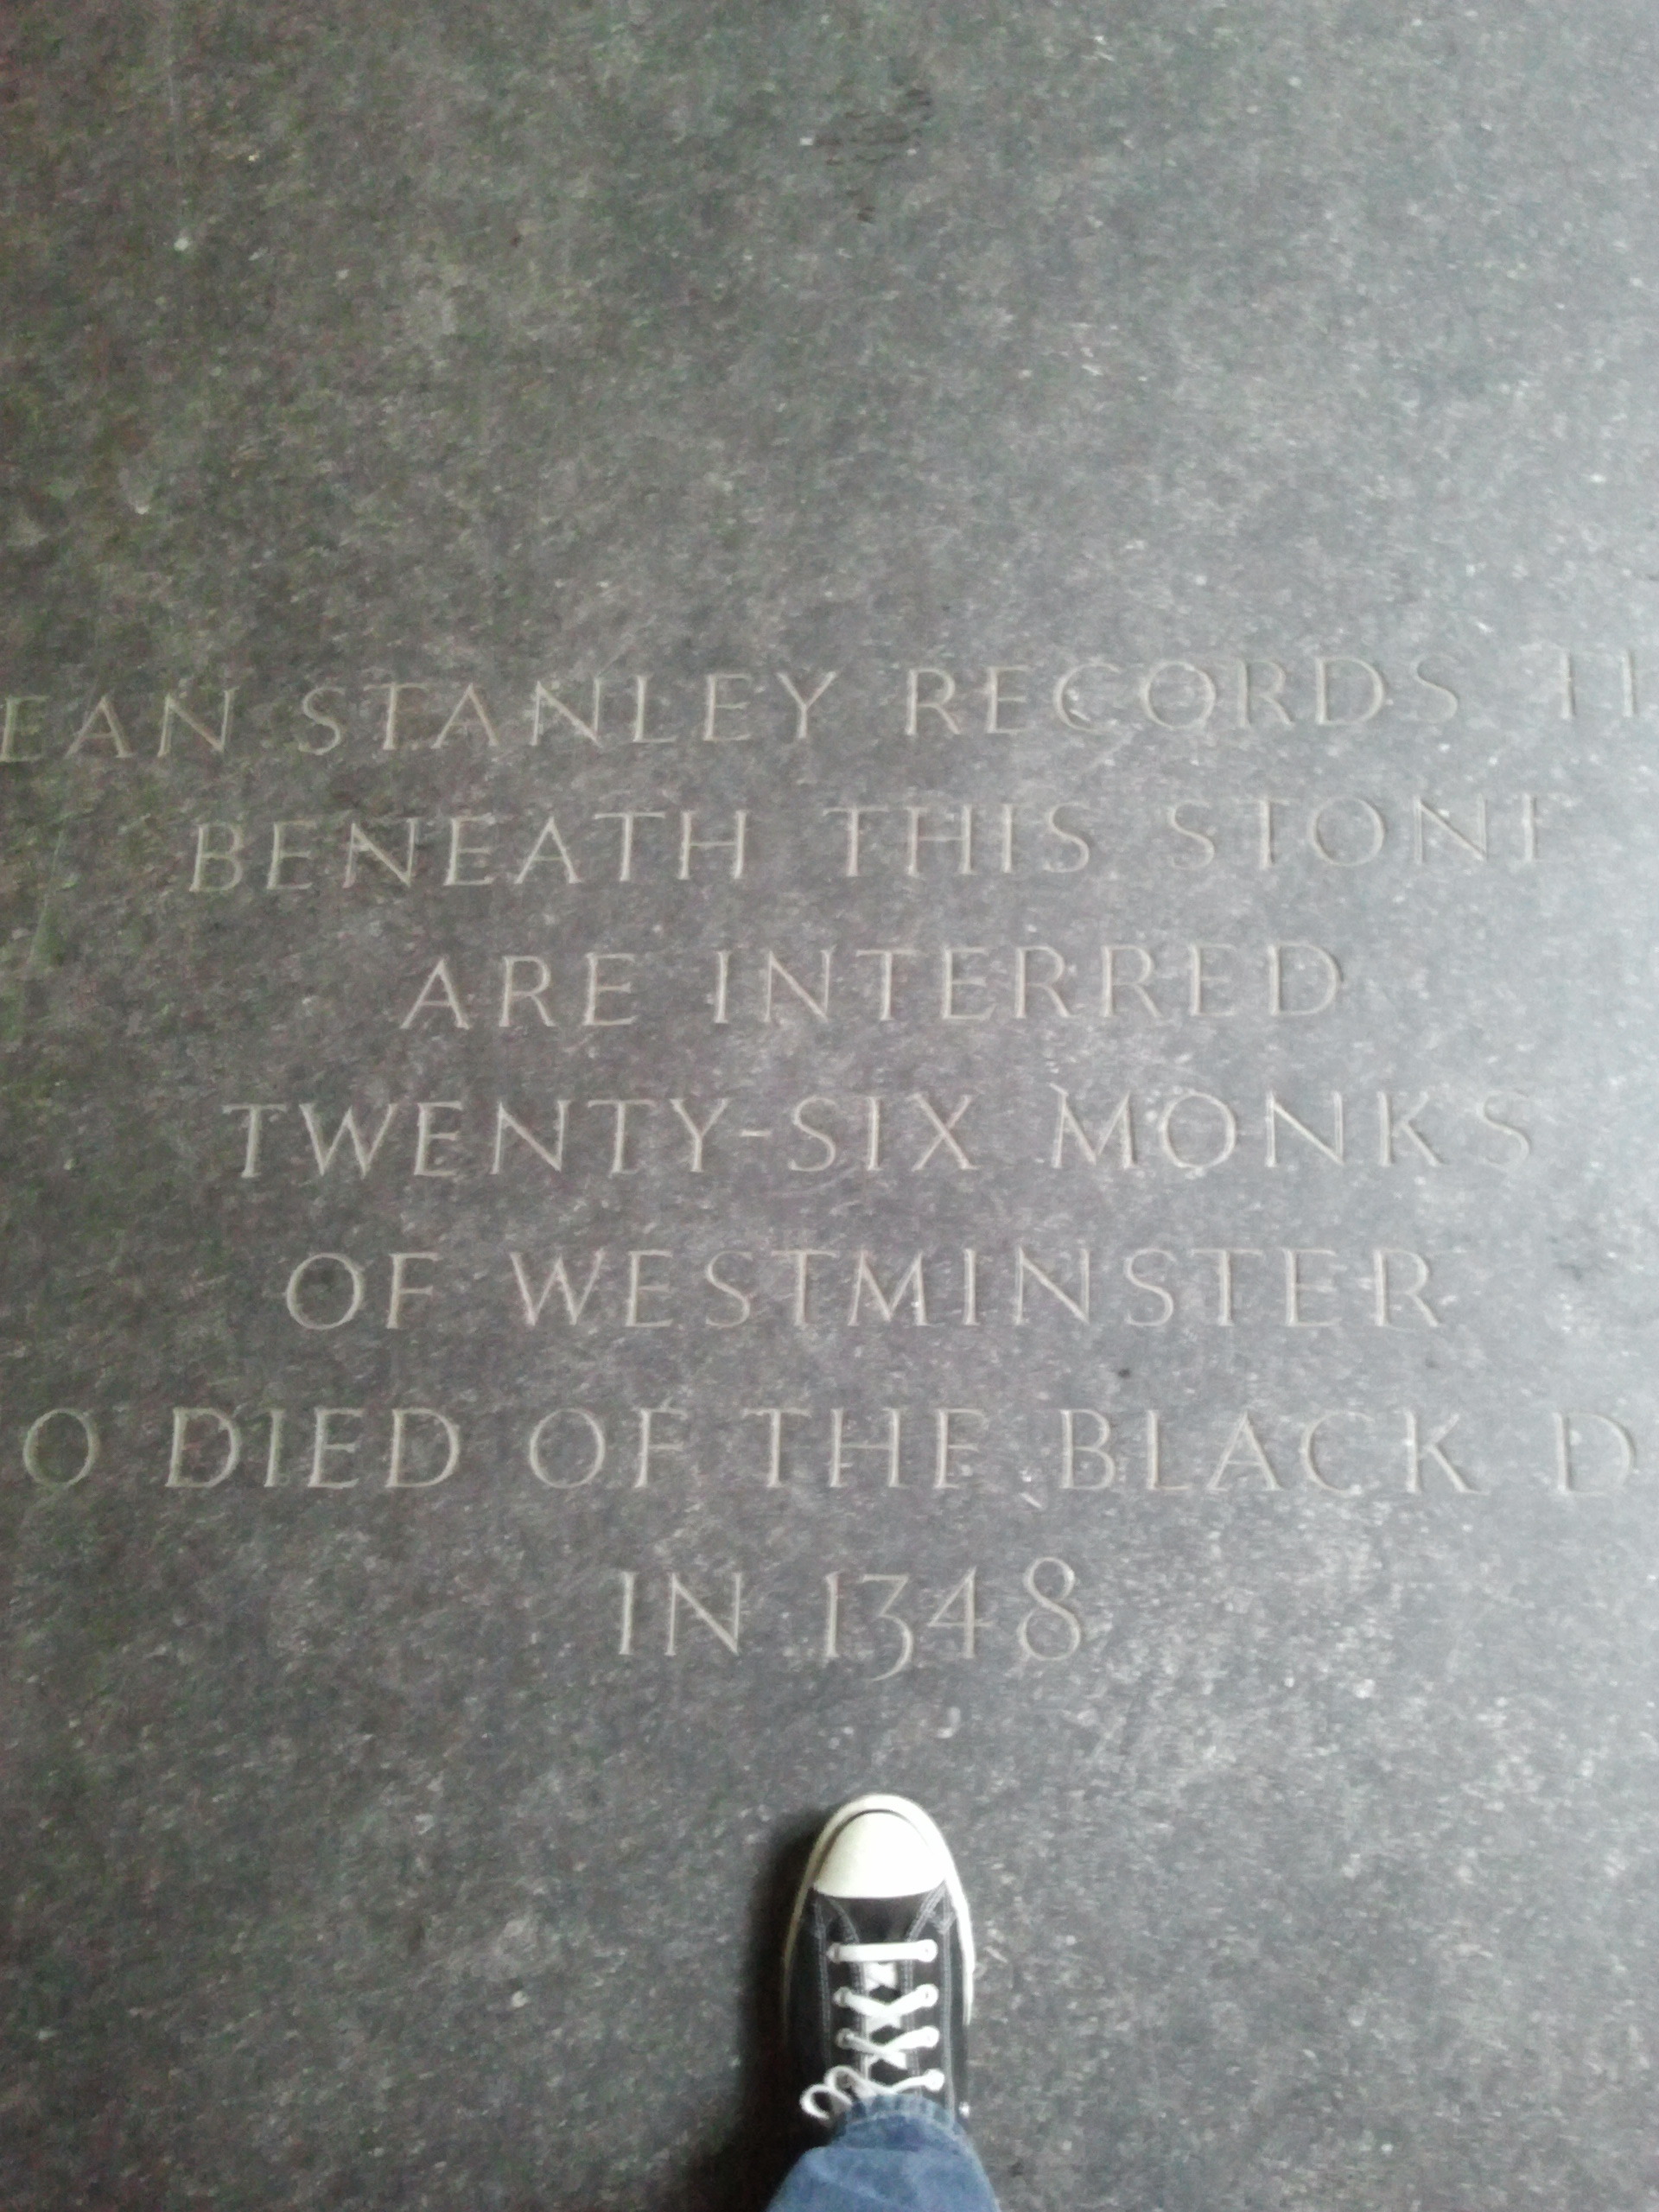 EAN STANLEY RECORDS TH
BENEATH THIS STONE
ARE INTERRED
TWENTY-SIX MONKS
OF WESTMINSTER
O DIED OF THE BLACK D
IN 1348